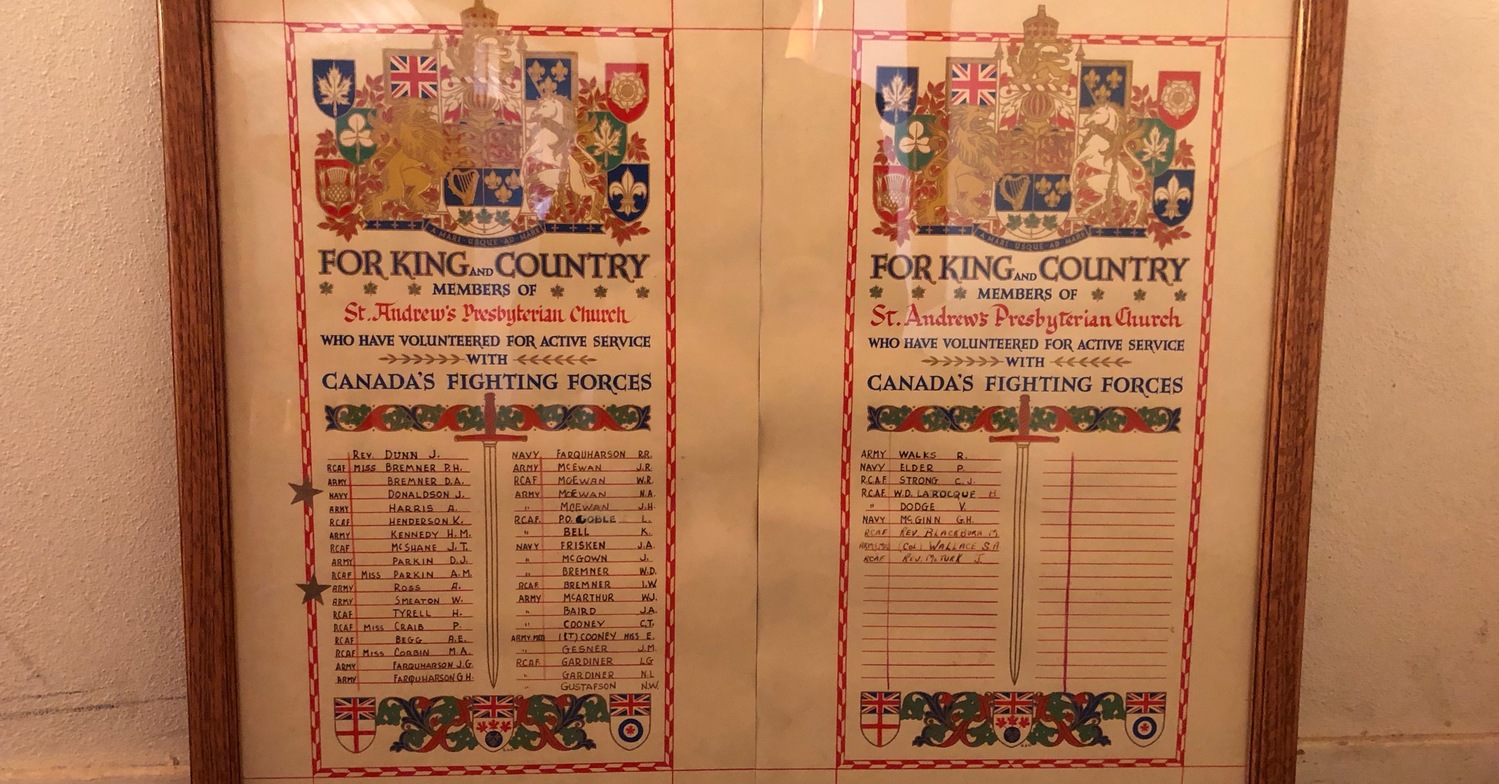 A MARI USQUE AD MARE
FOR KING AND COUNTRY
MEMBERS OF
St. Andrew's Presbyterian Church
WHO HAVE VOLUNTEERED FOR ACTIVE SERVICE
WITH
CANADA'S FIGHTING FORCES
REV. DUNN J.
RCAF MISS BREMNER P.H.
ARMY BREMNER D.A.
NAVY DONALDSON J.
ARMY HARRIS A.
RCAF HENDERSON K.
ARMY KENNEDY H.M.
RCAF McSHANE J.T.
ARMY PARKIN D.J.
RCAF MISS PARKIN A.M.
ARMY ROSS A.
ARMY SMEATON W.
RCAF TYRELL H.
RCAF MISS CRAIB P.
RCAF BEGG A.E.
RCAF MISS CORBIN M.A.
ARMY FARQUHARSON J.G.
ARMY FARQUHARSON G.H.
NAVY FARQUHARSON R.R.
ARMY McEWAN J.R.
RCAF McEWAN W.R.
ARMY McEWAN N.A.
" McEWAN J.H.
RCAF P.O. COBLE L.
" BELL K.
NAVY FRISKEN J.A.
" McGOWN J.
" BREMNER W.D.
RCAF BREMNER I.W.
ARMY McARTHUR W.J.
" BAIRD J.A.
" COONEY C.T.
ARMY MED (LT) COONEY MISS E.
" GESNER J.M.
RCAF GARDINER L.G
" GARDINER N.L
" GUSTAFSON N.W.
A MARI USQUE AD MARE
FOR KING AND COUNTRY
MEMBERS OF
St. Andrew's Presbyterian Church
WHO HAVE VOLUNTEERED FOR ACTIVE SERVICE
WITH
CANADA'S FIGHTING FORCES
ARMY WALKS R.
NAVY ELDER P.
R.C.A.F STRONG C.J.
R.C.A.F. W.D. LAROCQUE H
" DODGE V.
NAVY McGINN G.H.
RCAF REV. BLACKBURN M.
(COL) WALLACE S.A
RCAF REV. McTURK J.